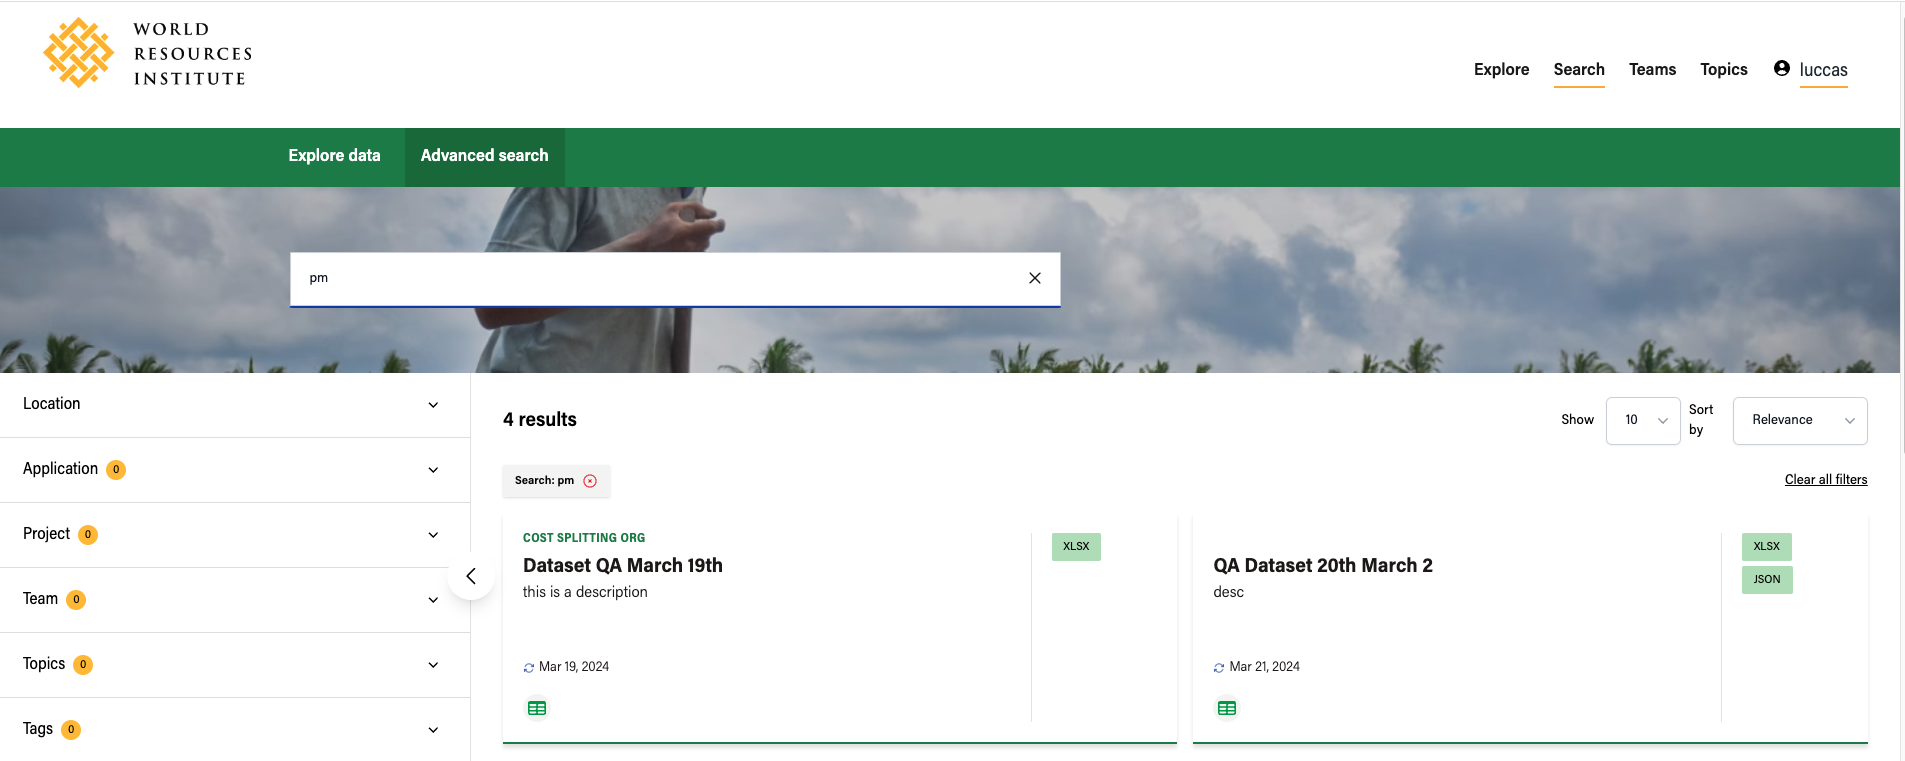 WORLD
RESOURCES
INSTITUTE
Explore
Search
Teams
Topics
luccas
Explore data
Advanced search
pm
Location
Application 0
Project 0
Team 0
Topics 0
Tags 0
4 results
Show
10
Sort
by
Relevance
Search: pm
Clear all filters
COST SPLITTING ORG
Dataset QA March 19th
this is a description
Mar 19, 2024
XLSX
QA Dataset 20th March 2
desc
Mar 21, 2024
XLSX
JSON